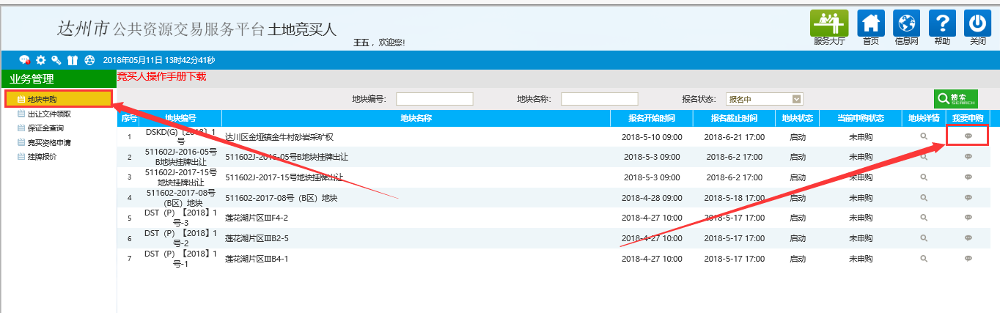 达州市公共资源交易服务平台 土地竞买人
王五 ，欢迎您!
服务大厅 首页 信息网 帮助 关闭
2018年05月11日 13时42分41秒
业务管理
竞买人操作手册下载
地块申购
出让文件领取
保证金查询
竞买资格申请
挂牌报价
地块编号： 地块名称： 报名状态： 报名中 搜索 SEARCH
序号 地块编号 地块名称 报名开始时间 报名截止时间 地块状态 当前申购状态 地块详情 我要申购
1 DSKD(G)〔2018〕1号 达川区金垭镇金牛村砂岩采矿权 2018-5-10 09:00 2018-6-21 17:00 启动 未申购
2 511602J-2016-05号B地块挂牌出让 511602J-2016-05号B地块挂牌出让 2018-5-3 09:00 2018-6-2 17:00 启动 未申购
3 511602J-2017-15号地块挂牌出让 511602J-2017-15号地块挂牌出让 2018-5-3 09:00 2018-6-2 17:00 启动 未申购
4 511602-2017-08号（B区）地块 511602-2017-08号（B区）地块 2018-4-28 09:00 2018-5-18 17:00 启动 未申购
5 DST（P）【2018】1号-3 莲花湖片区ⅢF4-2 2018-4-27 10:00 2018-5-17 17:00 启动 未申购
6 DST（P）【2018】1号-2 莲花湖片区ⅢB2-5 2018-4-27 10:00 2018-5-17 17:00 启动 未申购
7 DST（P）【2018】1号-1 莲花湖片区ⅢB4-1 2018-4-27 10:00 2018-5-17 17:00 启动 未申购